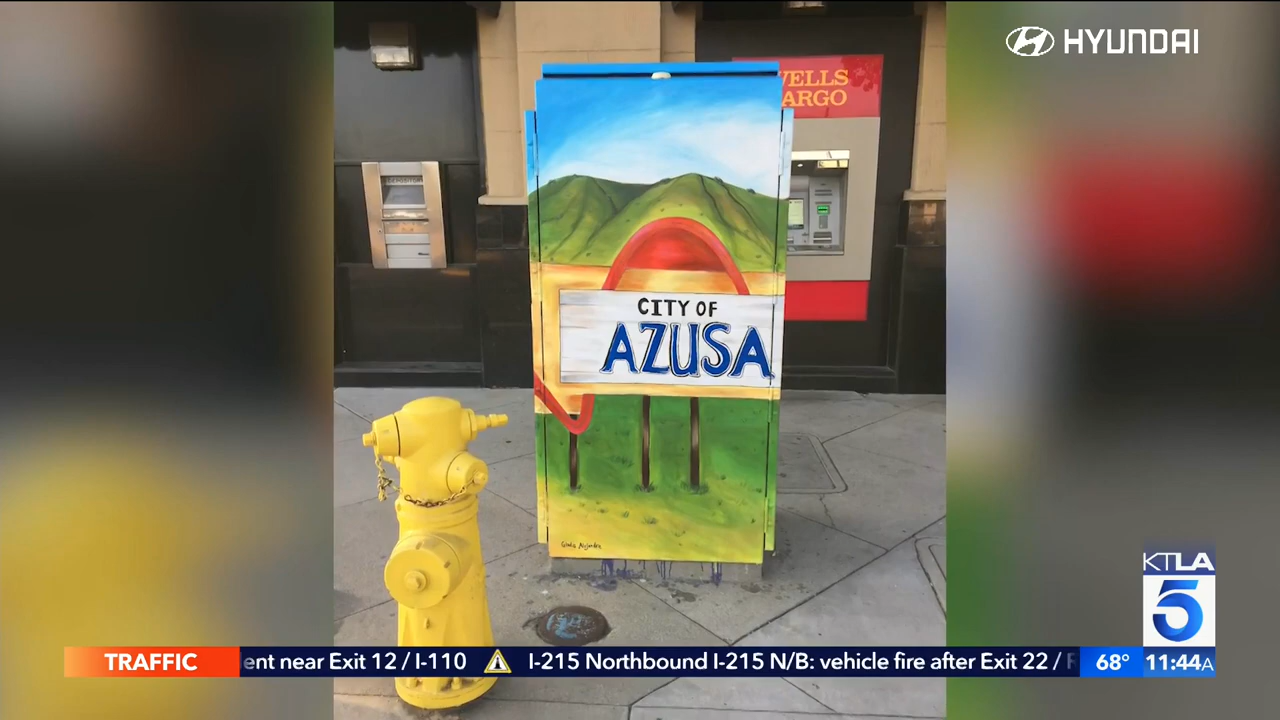 HYUNDAI
WELLS
FARGO
CITY OF
AZUSA
KTLA
5
TRAFFIC
ent near Exit 12 / I-110 I-215 Northbound I-215 N/B: vehicle fire after Exit 22 /
68° 11:44A